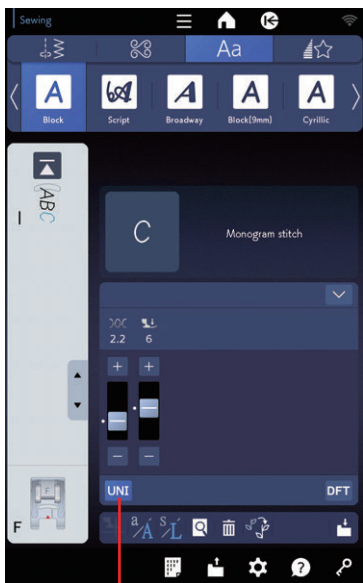 Sewing
Aa
A
A
A
A
A
Block
Script
Broadway
Block(9mm)
Cyrillic
ABC
I
C
Monogram stitch
2.2
6
+
+
−
−
UNI
DFT
F
a/Á
S/L
?